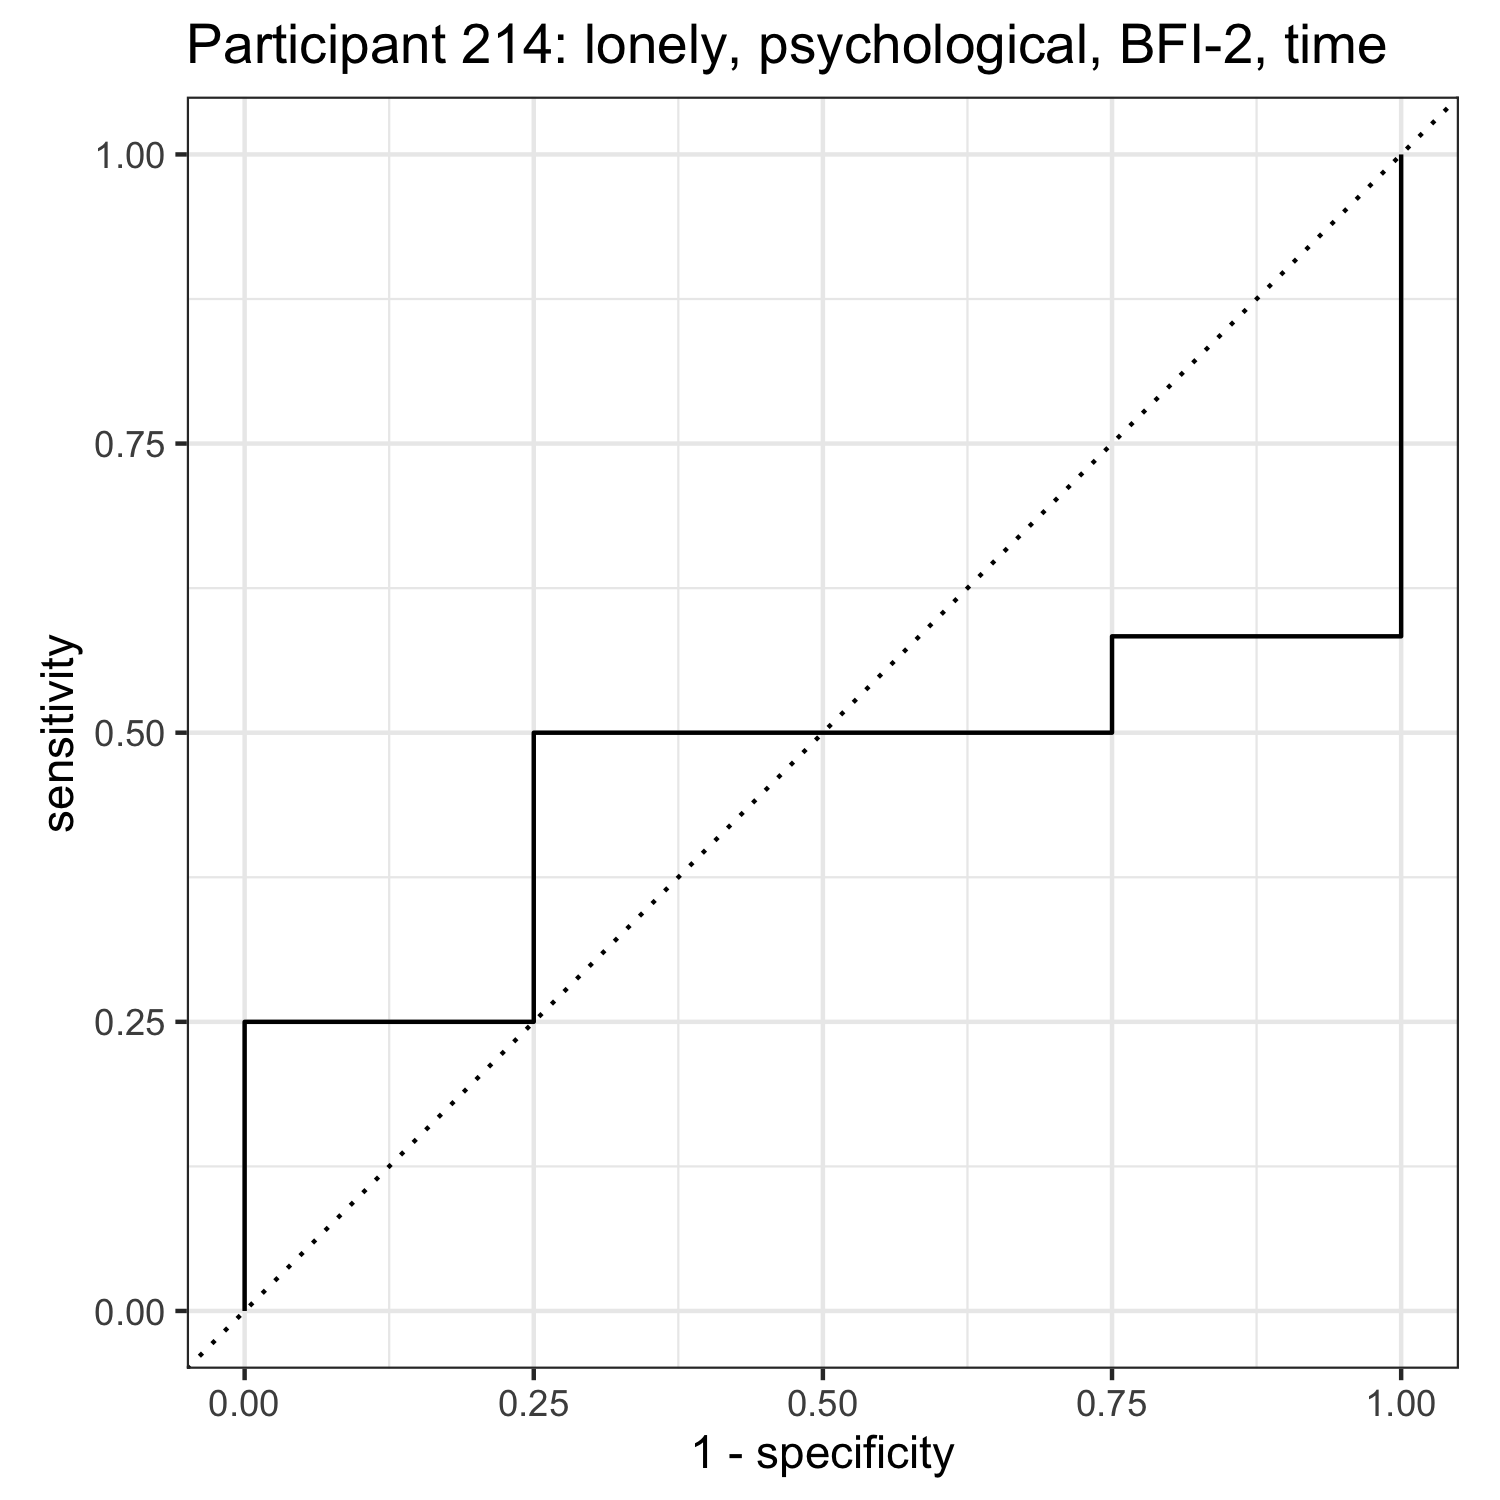 Participant 214: lonely, psychological, BFI-2, time
1.00
0.75
0.50
0.25
0.00
sensitivity
0.00 0.25 0.50 0.75 1.00
1 - specificity